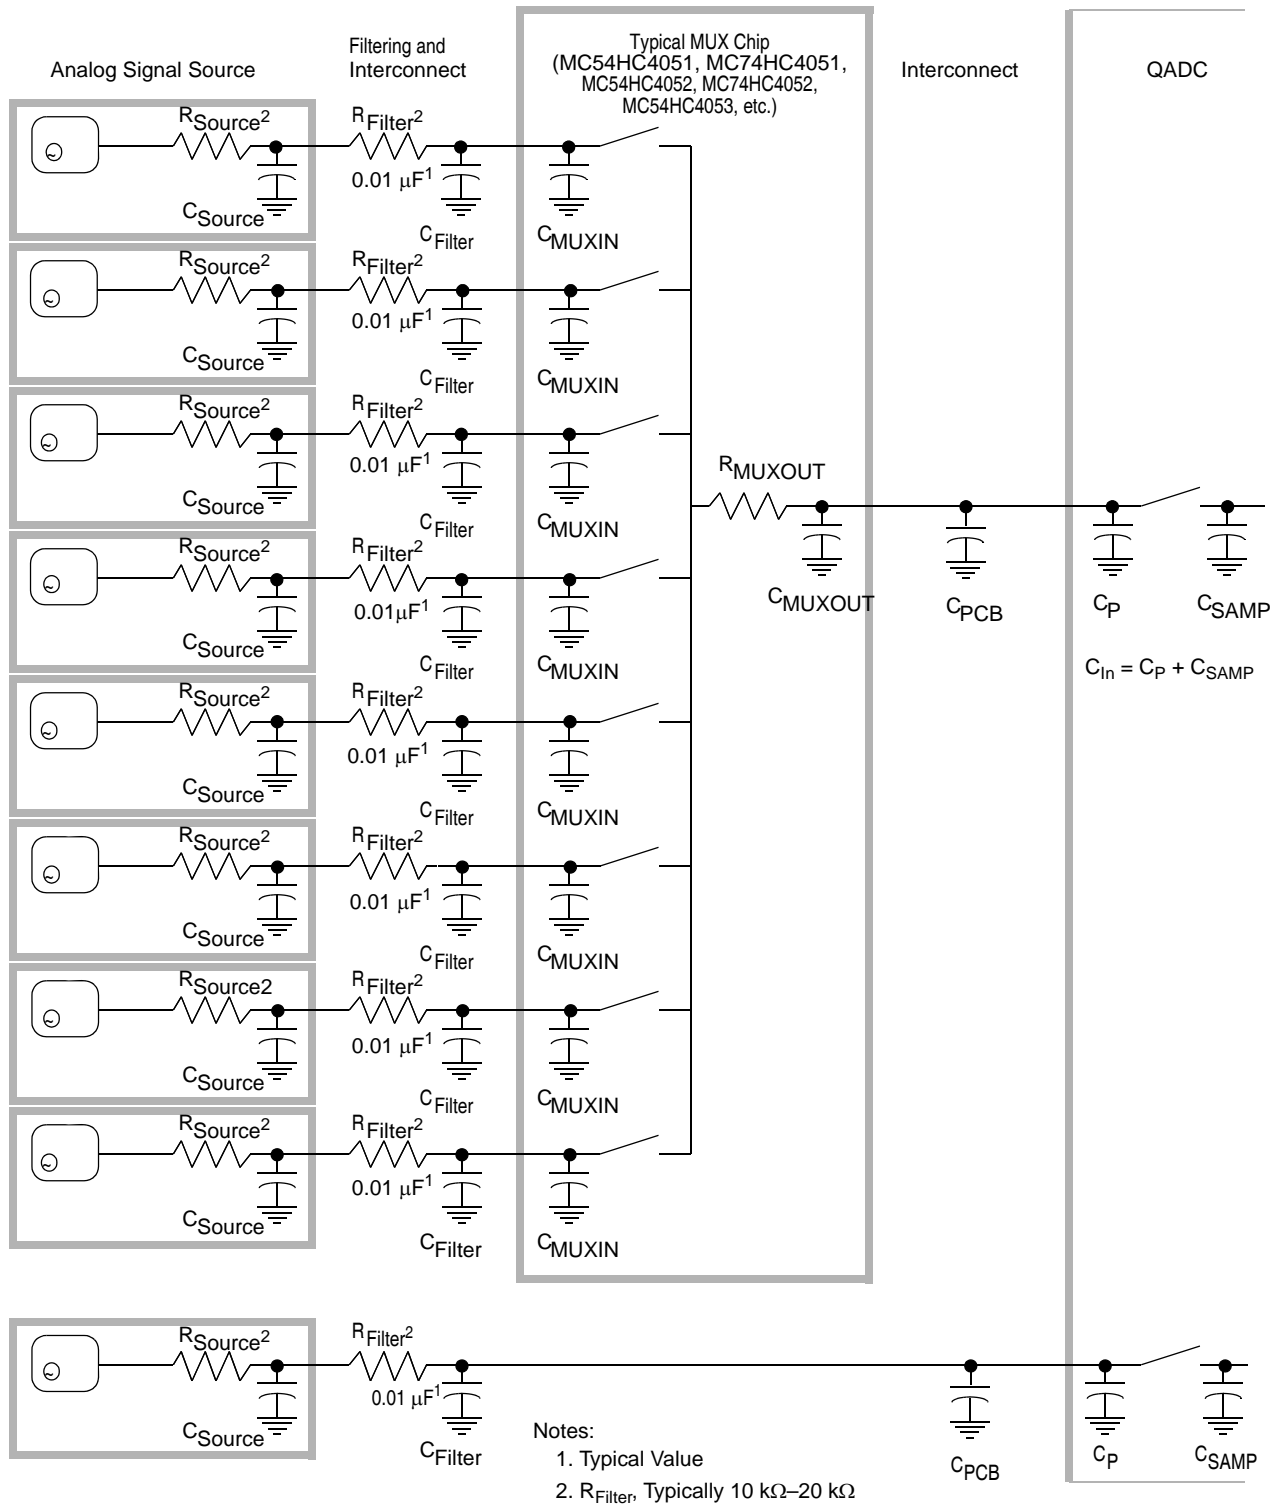 Analog Signal Source
Filtering and
Interconnect
Typical MUX Chip
(MC54HC4051, MC74HC4051,
MC54HC4052, MC74HC4052,
MC54HC4053, etc.)
Interconnect
QADC
RSource2
RFilter2
0.01 µF1
CSource
CFilter
CMUXIN
RSource2
RFilter2
0.01 µF1
CSource
CFilter
CMUXIN
RSource2
RFilter2
0.01 µF1
CSource
CFilter
CMUXIN
RMUXOUT
RSource2
RFilter2
0.01µF1
CSource
CFilter
CMUXIN
CMUXOUT
CPCB
CP
CSAMP
CIn = CP + CSAMP
RSource2
RFilter2
0.01 µF1
CSource
CFilter
CMUXIN
RSource2
RFilter2
0.01 µF1
CSource
CFilter
CMUXIN
RSource2
RFilter2
0.01 µF1
CSource
CFilter
CMUXIN
RSource2
RFilter2
0.01 µF1
CSource
CFilter
CMUXIN
RSource2
RFilter2
0.01 µF1
CSource
CFilter
CPCB
CP
CSAMP
Notes:
1. Typical Value
2. RFilter, Typically 10 kΩ–20 kΩ